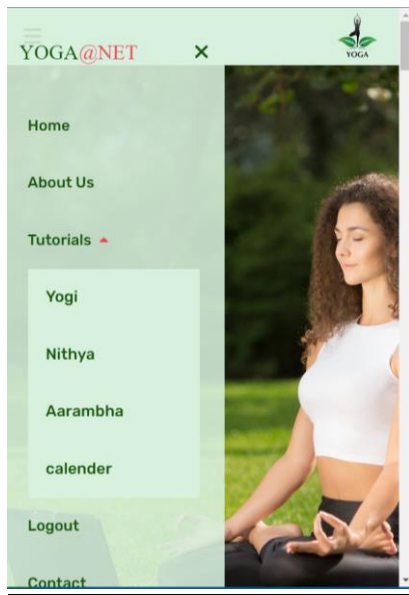 YOGA@NET
×
YOGA
Home
About Us
Tutorials
Yogi
Nithya
Aarambha
calender
Logout
Contact